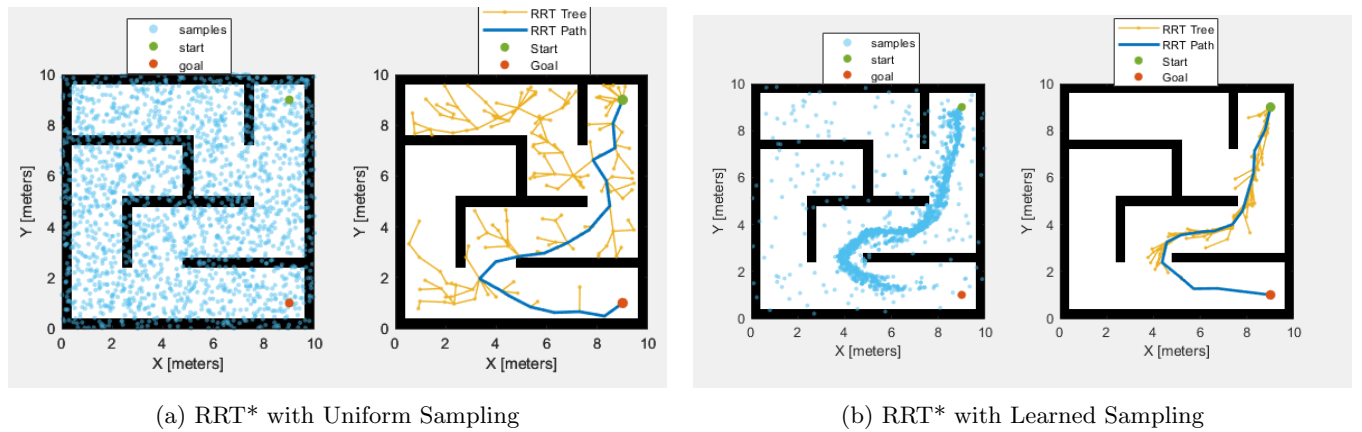 samples
start
goal
10
8
6
4
2
0
Y [meters]
0 2 4 6 8 10
X [meters]
RRT Tree
RRT Path
Start
Goal
10
8
6
4
2
0
Y [meters]
0 2 4 6 8 10
X [meters]
(a) RRT* with Uniform Sampling
samples
start
goal
10
8
6
4
2
0
Y [meters]
0 2 4 6 8 10
X [meters]
RRT Tree
RRT Path
Start
Goal
10
8
6
4
2
0
Y [meters]
0 2 4 6 8 10
X [meters]
(b) RRT* with Learned Sampling